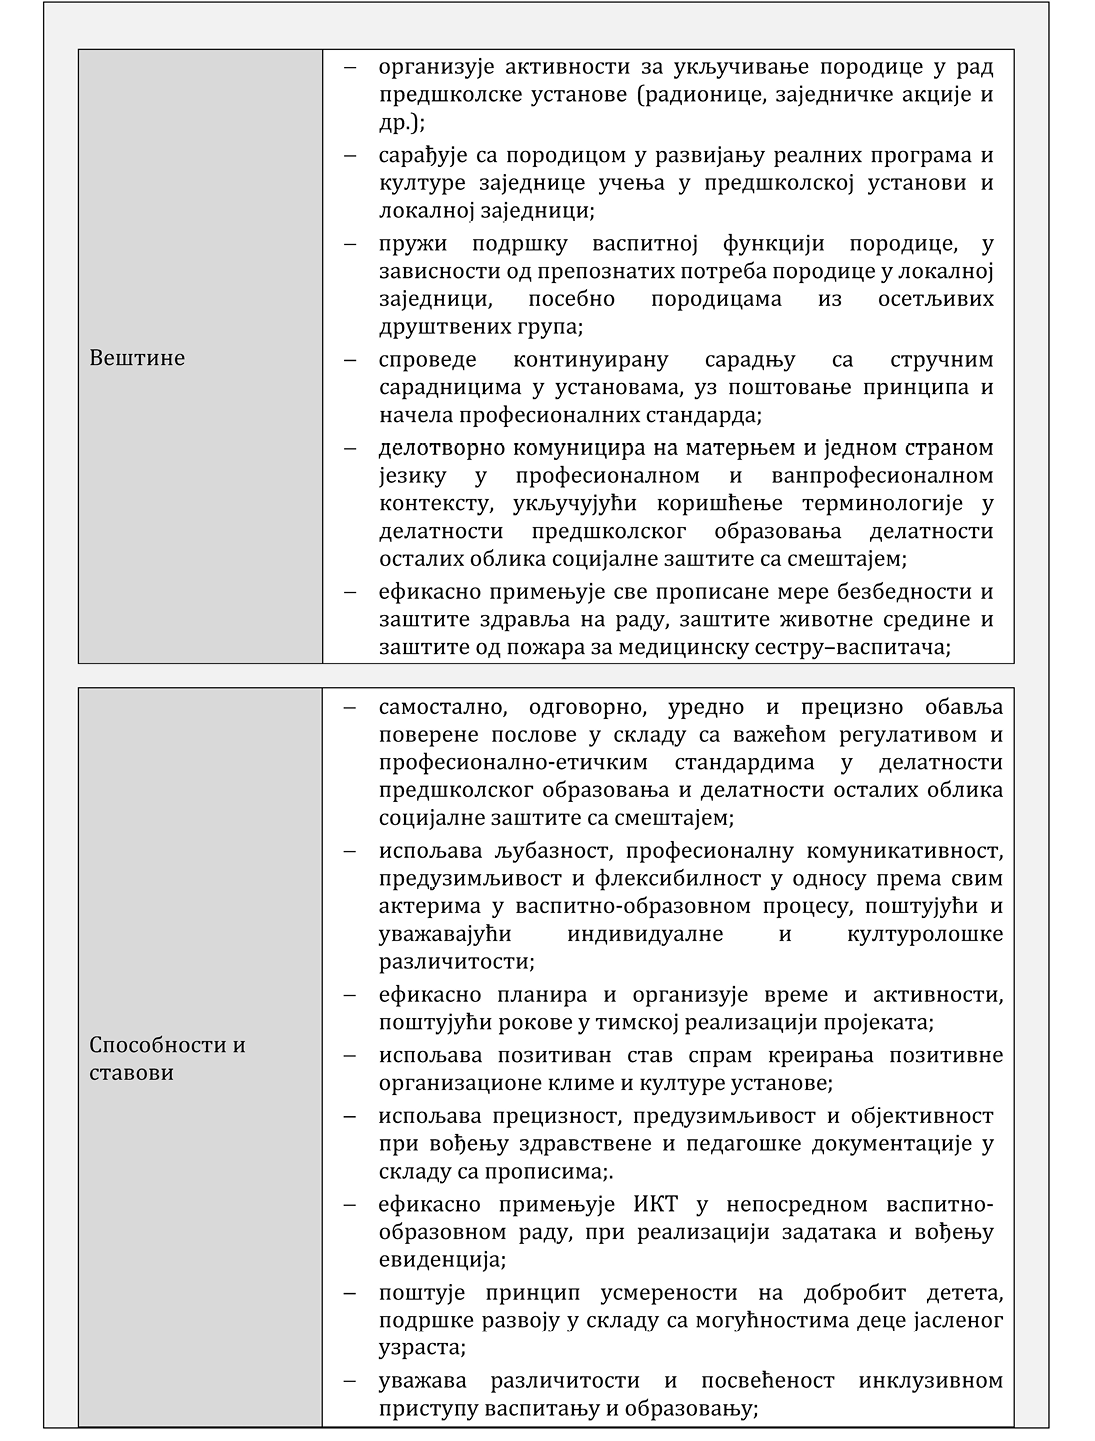 Вештине
– организује активности за укључивање породице у рад
предшколске установе (радионице, заједничке акције и
др.);
– сарађује са породицом у развијању реалних програма и
културе заједнице учења у предшколској установи и
локалној заједници;
– пружи подршку васпитној функцији породице, у
зависности од препознатих потреба породице у локалној
заједници, посебно породицама из осетљивих
друштвених група;
– спроведе континуирану сарадњу са стручним
сарадницима у установама, уз поштовање принципа и
начела професионалних стандарда;
– делотворно комуницира на матерњем и једном страном
језику у професионалном и ванпрофесионалном
контексту, укључујући коришћење терминологије у
делатности предшколског образовања делатности
осталих облика социјалне заштите са смештајем;
– ефикасно примењује све прописане мере безбедности и
заштите здравља на раду, заштите животне средине и
заштите од пожара за медицинску сестру–васпитача;
Способности и
ставови
– самостално, одговорно, уредно и прецизно обавља
поверене послове у складу са важећом регулативом и
професионално-етичким стандардима у делатности
предшколског образовања и делатности осталих облика
социјалне заштите са смештајем;
– испољава љубазност, професионалну комуникативност,
предузимљивост и флексибилност у односу према свим
актерима у васпитно-образовном процесу, поштујући и
уважавајући индивидуалне и културолошке
различитости;
– ефикасно планира и организује време и активности,
поштујући рокове у тимској реализацији пројеката;
– испољава позитиван став спрам креирања позитивне
организационе климе и културе установе;
– испољава прецизност, предузимљивост и објективност
при вођењу здравствене и педагошке документације у
складу са прописима;.
– ефикасно примењује ИКТ у непосредном васпитно-
образовном раду, при реализацији задатака и вођењу
евиденција;
– поштује принцип усмерености на добробит детета,
подршке развоју у складу са могућностима деце јасленог
узраста;
– уважава различитости и посвећеност инклузивном
приступу васпитању и образовању;